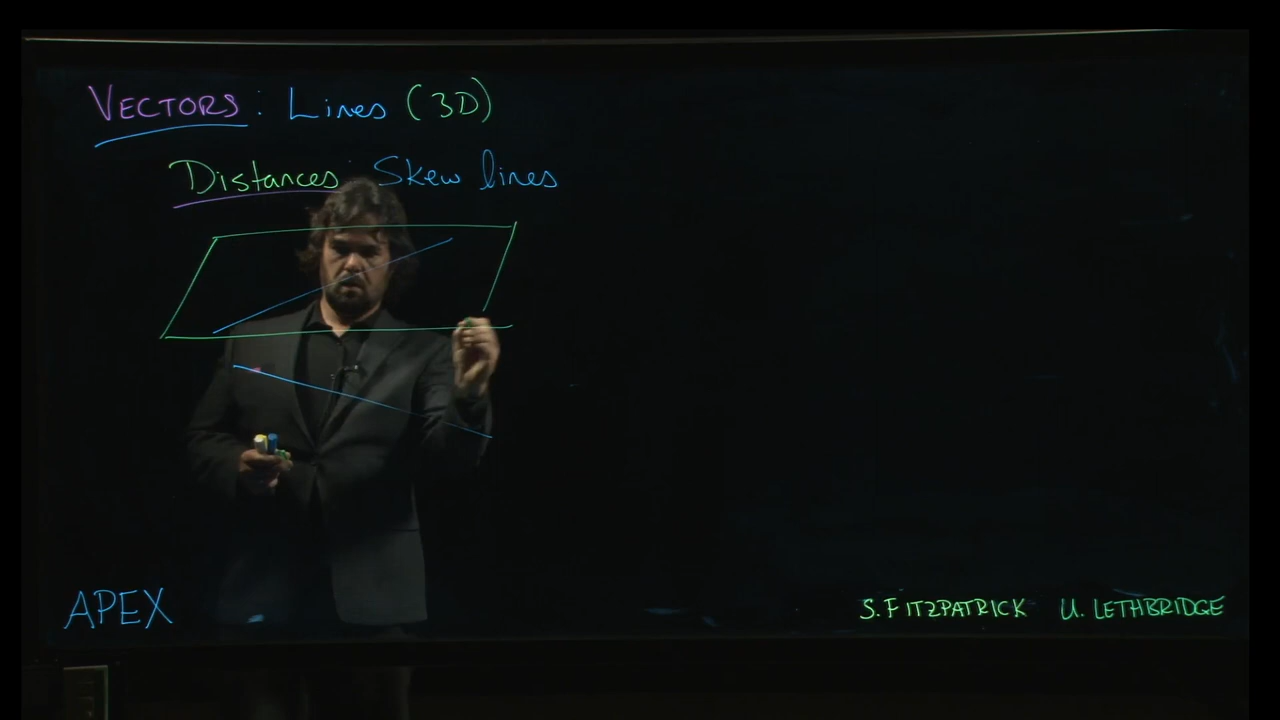 VECTORS: Lines (3D)
Distances: Skew lines
APEX
S. FITZPATRICK U. LETHBRIDGE